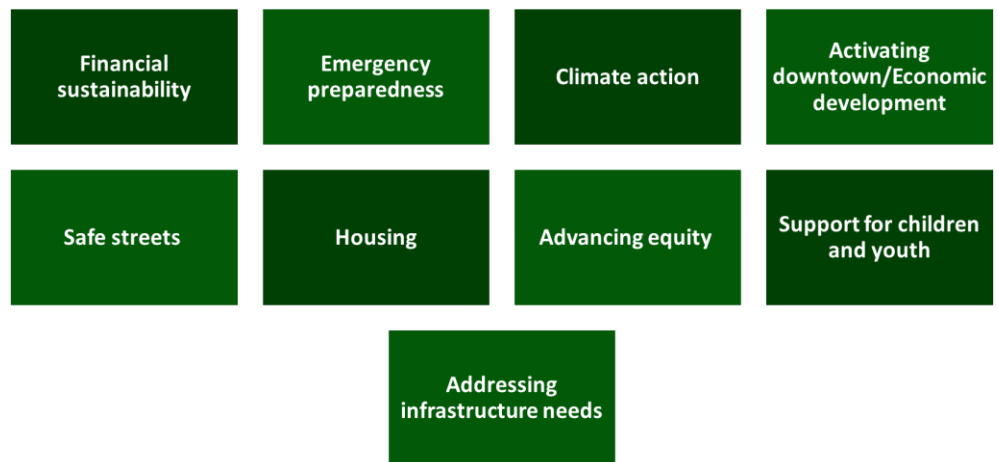 Financial
sustainability
Emergency
preparedness
Climate action
Activating
downtown/Economic
development
Safe streets
Housing
Advancing equity
Support for children
and youth
Addressing
infrastructure needs